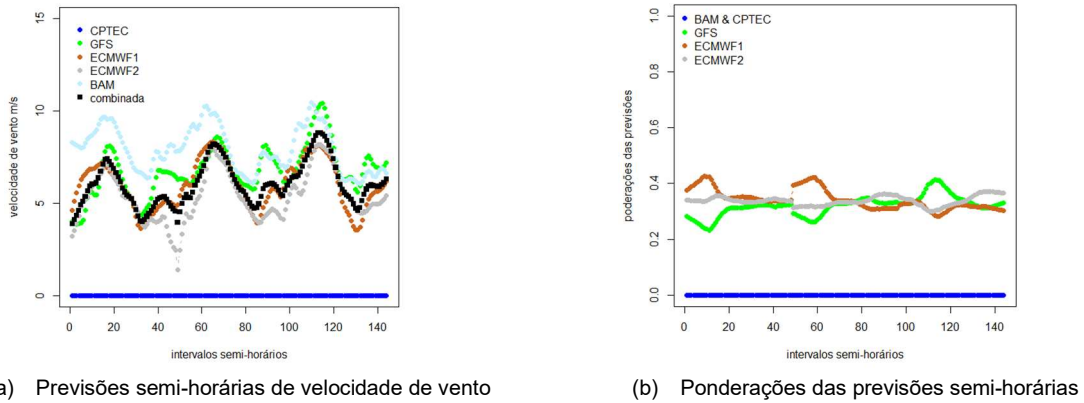 velocidade de vento m/s
15
10
5
0
CPTEC
GFS
ECMWF1
ECMWF2
BAM
combinada
0 20 40 60 80 100 120 140
intervalos semi-horários
ponderações das previsões
1.0
0.8
0.6
0.4
0.2
0.0
BAM & CPTEC
GFS
ECMWF1
ECMWF2
0 20 40 60 80 100 120 140
intervalos semi-horários
a) Previsões semi-horárias de velocidade de vento
(b) Ponderações das previsões semi-horárias